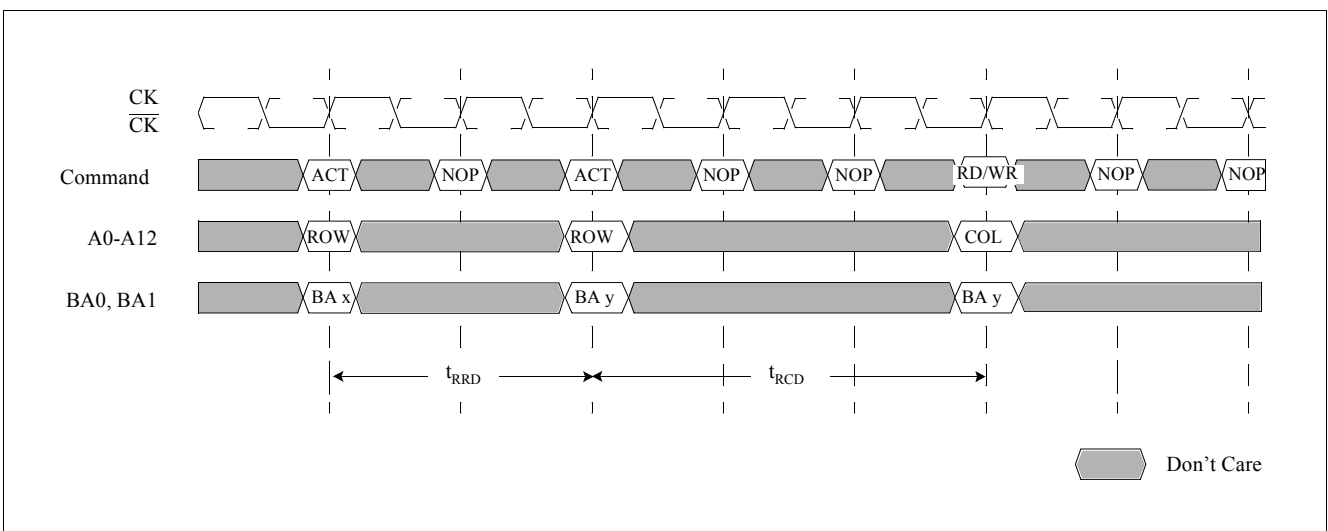 CK
CK
Command ACT NOP ACT NOP NOP RD/WR NOP NOP
A0-A12 ROW ROW COL
BA0, BA1 BA x BA y BA y
tRRD tRCD
Don't Care